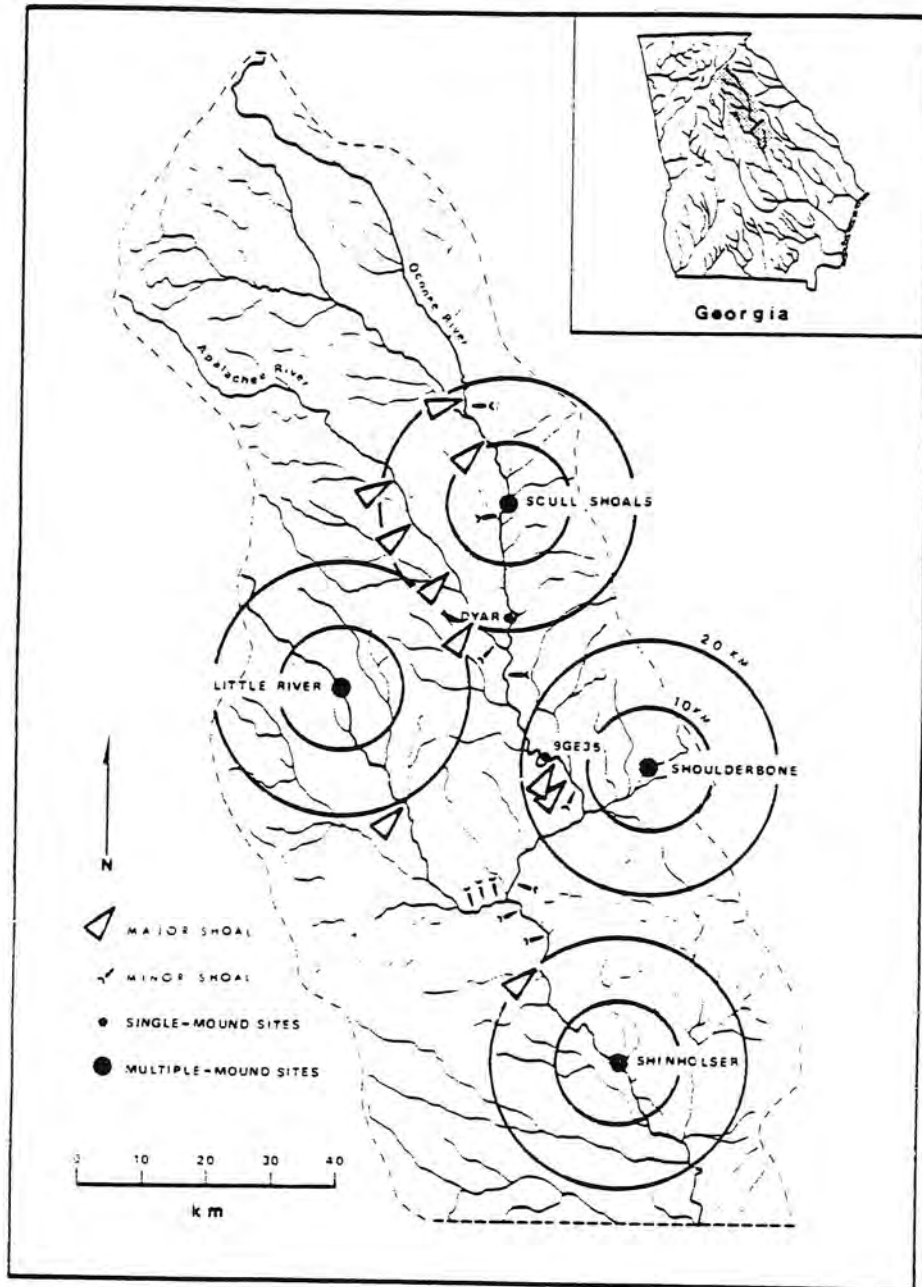 Georgia
Oconee River
Apalachee River
SCULL SHOALS
DYAR
LITTLE RIVER
20 KM
10 KM
9GE35
SHOULDERBONE
N
MAJOR SHOAL
MINOR SHOAL
SINGLE-MOUND SITES
MULTIPLE-MOUND SITES
SHINHOLSER
0 10 20 30 40
km